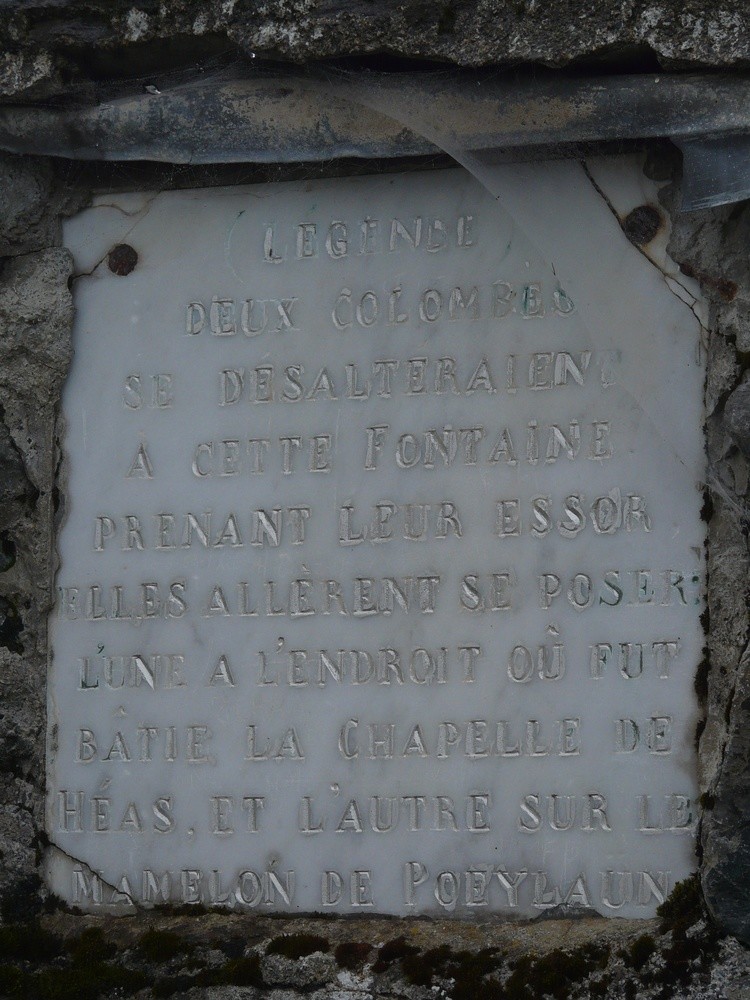 LEGENDE
DEUX COLOMBES
SE DÉSALTERAIENT
A CETTE FONTAINE
PRENANT LEUR ESSOR
ELLES ALLÈRENT SE POSER:
L'UNE A L'ENDROIT OÙ FUT
BÂTIE LA CHAPELLE DE
HÉAS, ET L'AUTRE SUR LE
MAMELON DE POEYLAUN